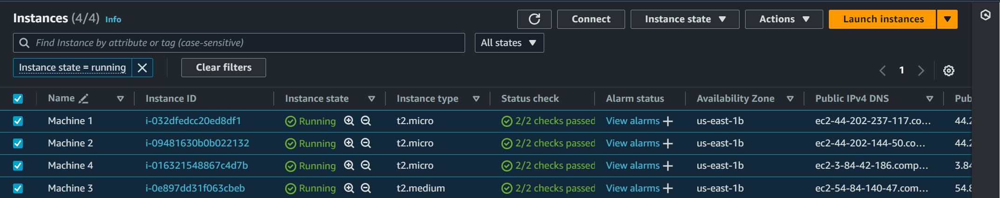 Instances (4/4) Info Connect Instance state Actions Launch instances
Find Instance by attribute or tag (case-sensitive) All states
Instance state = running Clear filters 1
Name Instance ID Instance state Instance type Status check Alarm status Availability Zone Public IPv4 DNS Pub
Machine 1 i-032dfedcc20ed8df1 Running t2.micro 2/2 checks passed View alarms us-east-1b ec2-44-202-237-117.co... 44.2
Machine 2 i-09481630b0b022132 Running t2.micro 2/2 checks passed View alarms us-east-1b ec2-44-202-144-50.co... 44.2
Machine 4 i-016321548867c4d7b Running t2.micro 2/2 checks passed View alarms us-east-1b ec2-3-84-42-186.comp... 3.84
Machine 3 i-0e897dd31f063cbeb Running t2.medium 2/2 checks passed View alarms us-east-1b ec2-54-84-140-47.com... 54.8